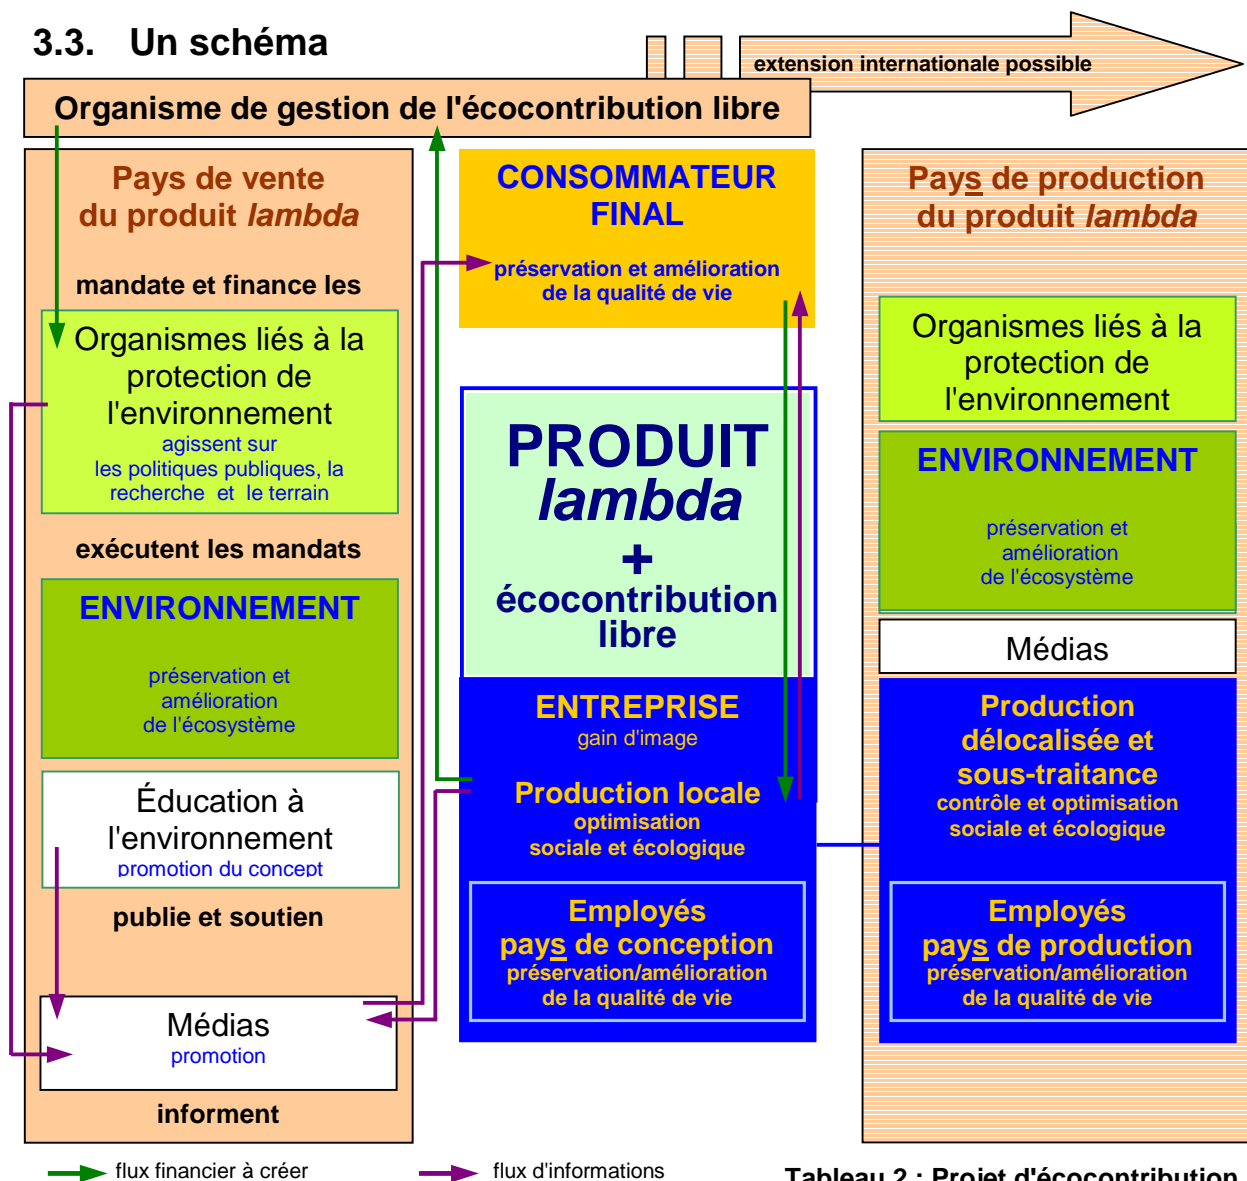 3.3. Un schéma
extension internationale possible
Organisme de gestion de l'écocontribution libre
Pays de vente
du produit lambda
mandate et finance les
Organismes liés à la
protection de
l'environnement
agissent sur
les politiques publiques, la
recherche et le terrain
exécutent les mandats
ENVIRONNEMENT
préservation et
amélioration
de l'écosystème
Éducation à
l'environnement
promotion du concept
publie et soutien
Médias
promotion
informent
CONSOMMATEUR
FINAL
préservation et amélioration
de la qualité de vie
PRODUIT
lambda
+
écocontribution
libre
ENTREPRISE
gain d'image
Production locale
optimisation
sociale et écologique
Employés
pays de conception
préservation/amélioration
de la qualité de vie
Pays de production
du produit lambda
Organismes liés à la
protection de
l'environnement
ENVIRONNEMENT
préservation et
amélioration
de l'écosystème
Médias
Production
délocalisée et
sous-traitance
contrôle et optimisation
sociale et écologique
Employés
pays de production
préservation/amélioration
de la qualité de vie
flux financier à créer
flux d'informations
Tableau 2 : Projet d'écocontribution